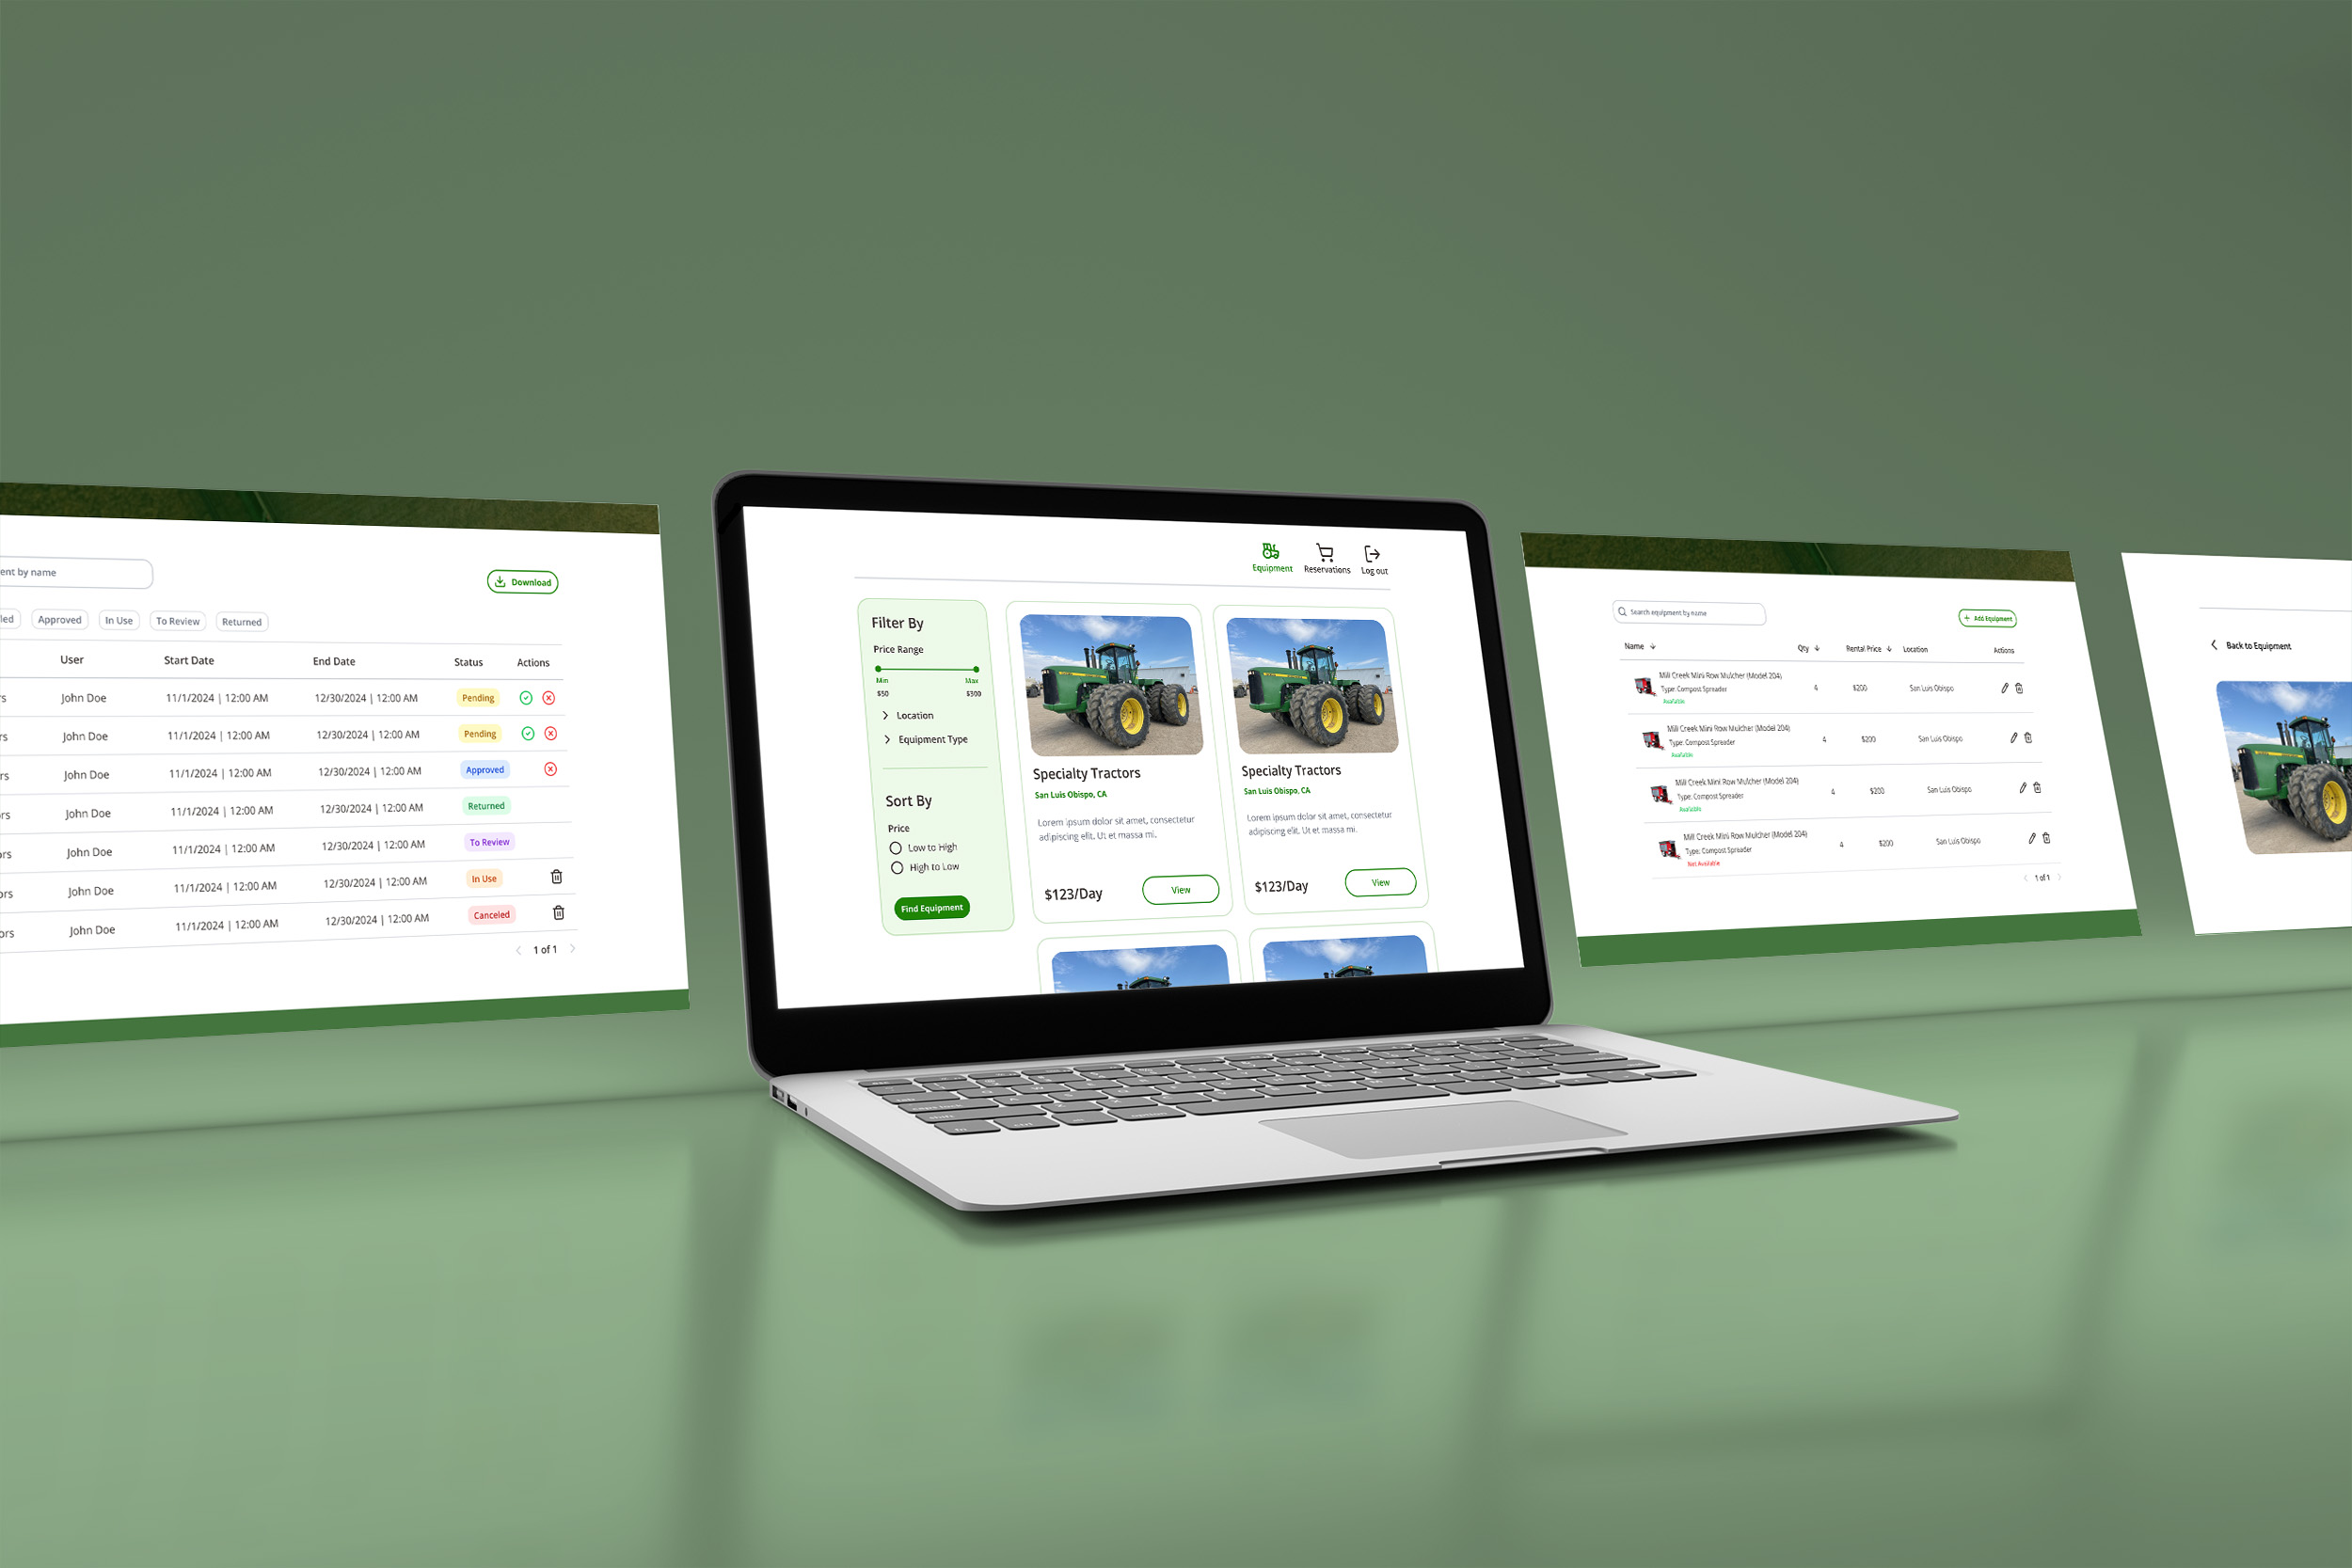 ent by name
Download
led
Approved
In Use
To Review
Returned
User
Start Date
End Date
Status
Actions
rs
John Doe
11/1/2024 | 12:00 AM
12/30/2024 | 12:00 AM
Pending
rs
John Doe
11/1/2024 | 12:00 AM
12/30/2024 | 12:00 AM
Pending
rs
John Doe
11/1/2024 | 12:00 AM
12/30/2024 | 12:00 AM
Approved
ors
John Doe
11/1/2024 | 12:00 AM
12/30/2024 | 12:00 AM
Returned
ors
John Doe
11/1/2024 | 12:00 AM
12/30/2024 | 12:00 AM
To Review
ors
John Doe
11/1/2024 | 12:00 AM
12/30/2024 | 12:00 AM
In Use
ors
John Doe
11/1/2024 | 12:00 AM
12/30/2024 | 12:00 AM
Canceled
1 of 1
Equipment
Reservations
Log out
Filter By
Price Range
Min
Max
$50
$300
Location
Equipment Type
Sort By
Price
Low to High
High to Low
Find Equipment
Specialty Tractors
San Luis Obispo, CA
Lorem ipsum dolor sit amet, consectetur
adipiscing elit. Ut et massa mi.
$123/Day
View
Specialty Tractors
San Luis Obispo, CA
Lorem ipsum dolor sit amet, consectetur
adipiscing elit. Ut et massa mi.
$123/Day
View
Search equipment by name
+ Add Equipment
Name
Qty
Rental Price
Location
Actions
Mill Creek Mini Row Mulcher (Model 204)
Type: Compost Spreader
Available
4
$200
San Luis Obispo
Mill Creek Mini Row Mulcher (Model 204)
Type: Compost Spreader
Available
4
$200
San Luis Obispo
Mill Creek Mini Row Mulcher (Model 204)
Type: Compost Spreader
Available
4
$200
San Luis Obispo
Mill Creek Mini Row Mulcher (Model 204)
Type: Compost Spreader
Not Available
4
$200
San Luis Obispo
1 of 1
Back to Equipment